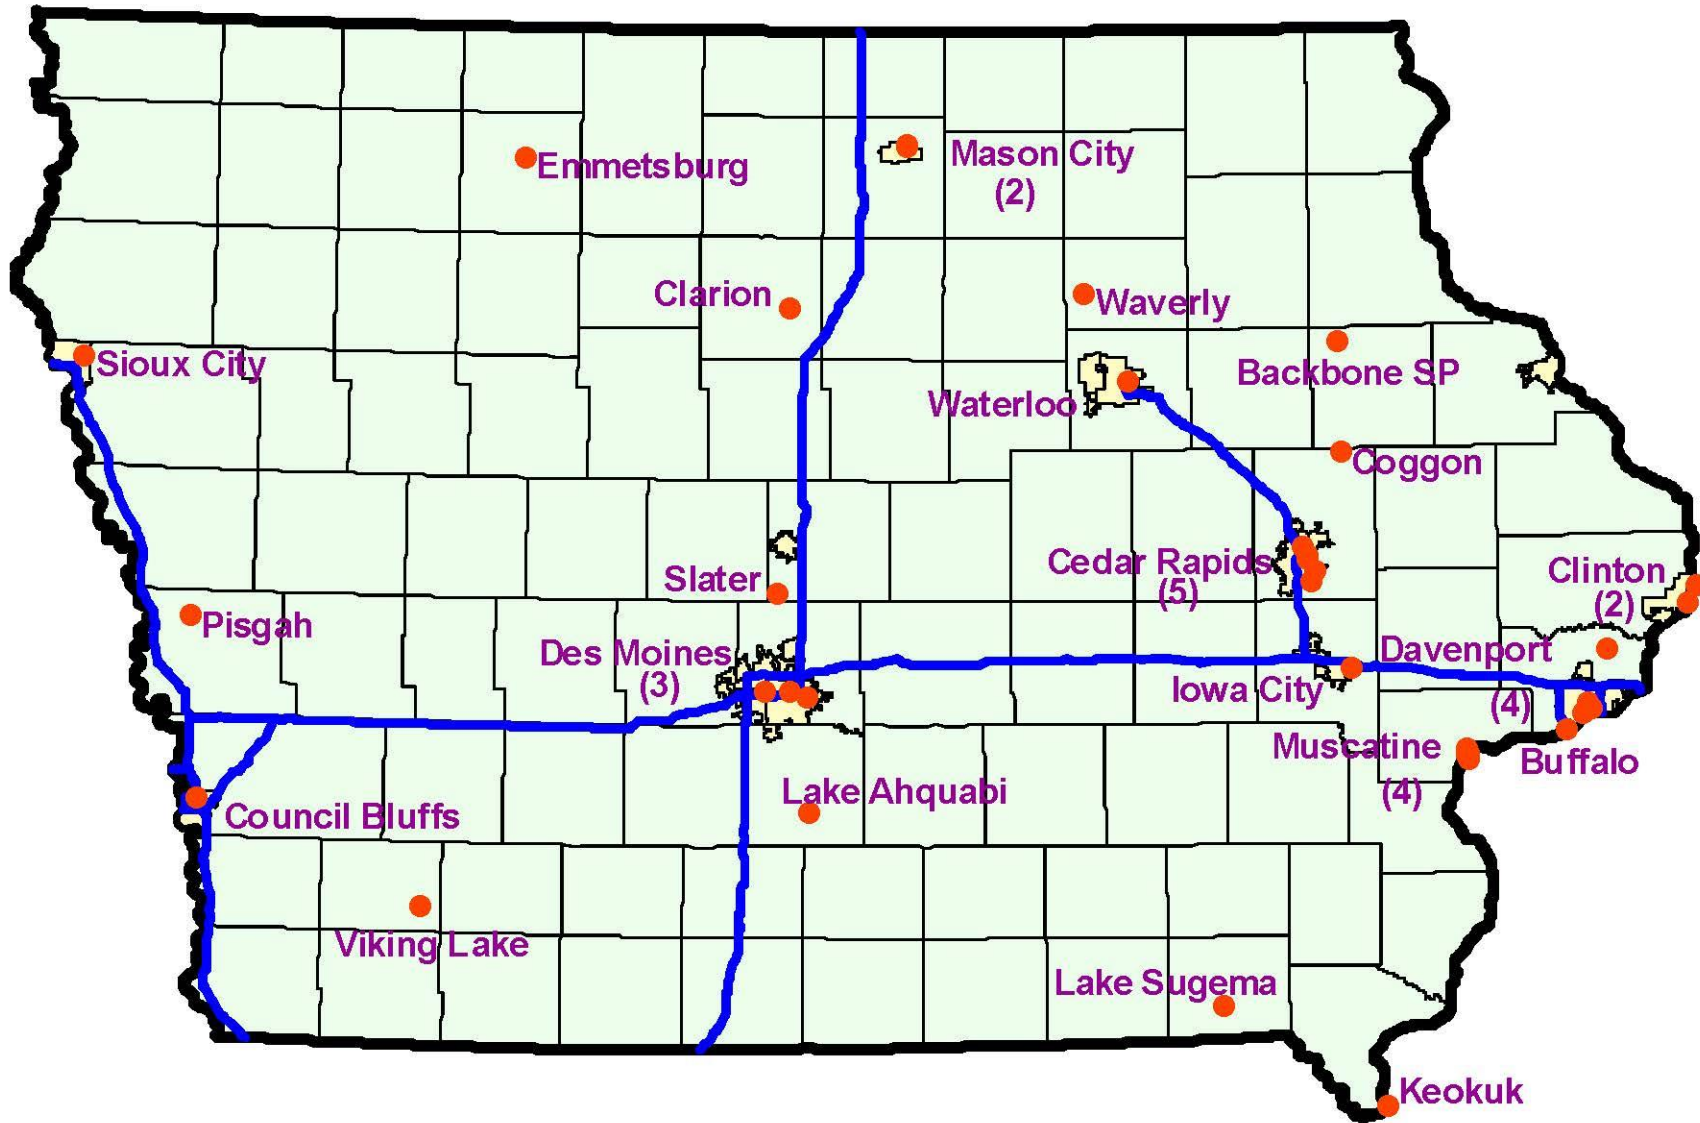 Emmetsburg
Mason City
(2)
Clarion
Waverly
Sioux City
Backbone SP
Waterloo
Coggon
Cedar Rapids
(5)
Slater
Clinton
(2)
Pisgah
Des Moines
(3)
Davenport
(4)
Iowa City
Muscatine
(4)
Buffalo
Lake Ahquabi
Council Bluffs
Viking Lake
Lake Sugema
Keokuk